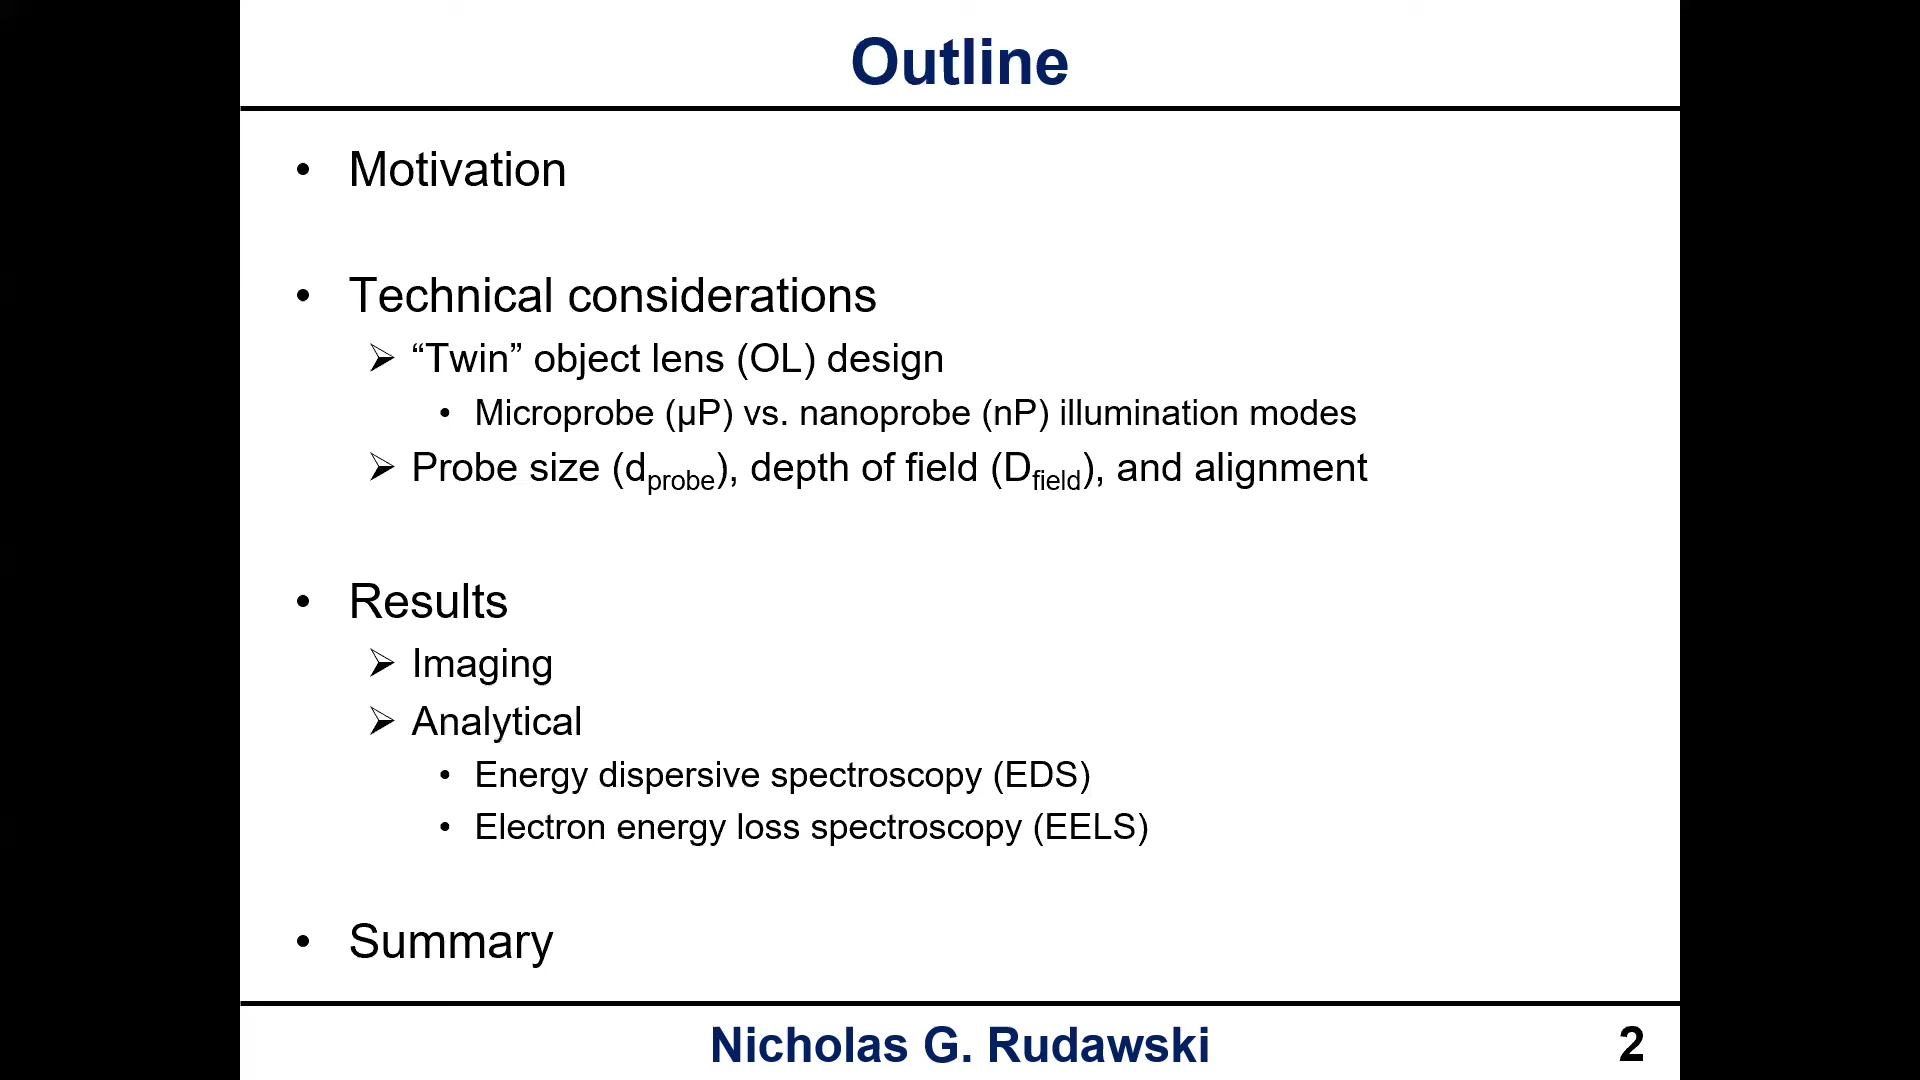 Outline
• Motivation
• Technical considerations
➢ “Twin” object lens (OL) design
• Microprobe (µP) vs. nanoprobe (nP) illumination modes
➢ Probe size (dprobe), depth of field (Dfield), and alignment
• Results
➢ Imaging
➢ Analytical
• Energy dispersive spectroscopy (EDS)
• Electron energy loss spectroscopy (EELS)
• Summary
Nicholas G. Rudawski 2